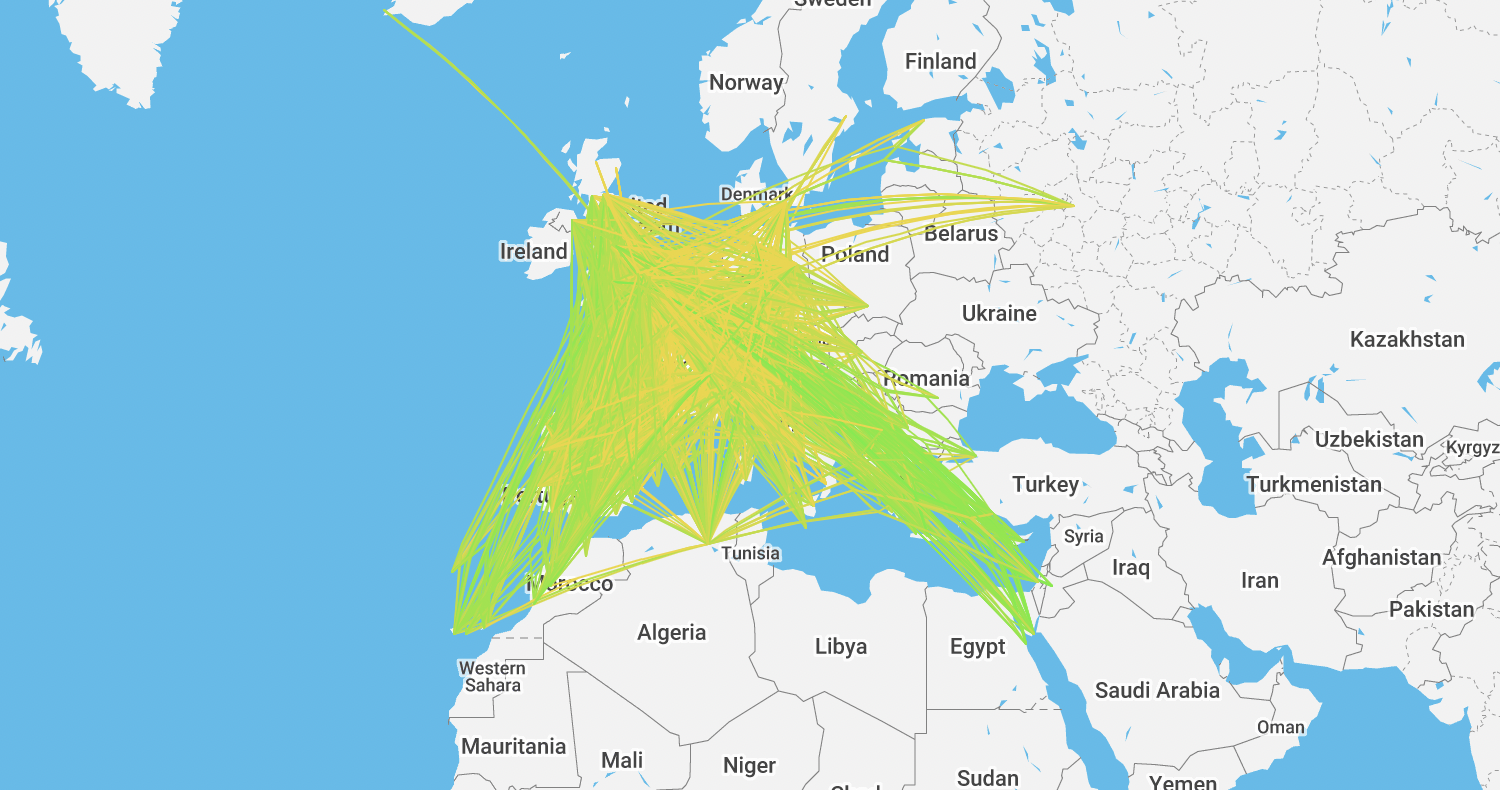 Sweden
Finland
Norway
Denmark
Ireland
Belarus
Poland
Ukraine
Kazakhstan
Romania
Uzbekistan
Kyrgyz
Turkmenistan
Turkey
Syria
Tunisia
Afghanistan
Iraq
Iran
Morocco
Pakistan
Algeria
Libya
Egypt
Western
Sahara
Saudi Arabia
Oman
Mauritania
Mali
Niger
Sudan
Yemen